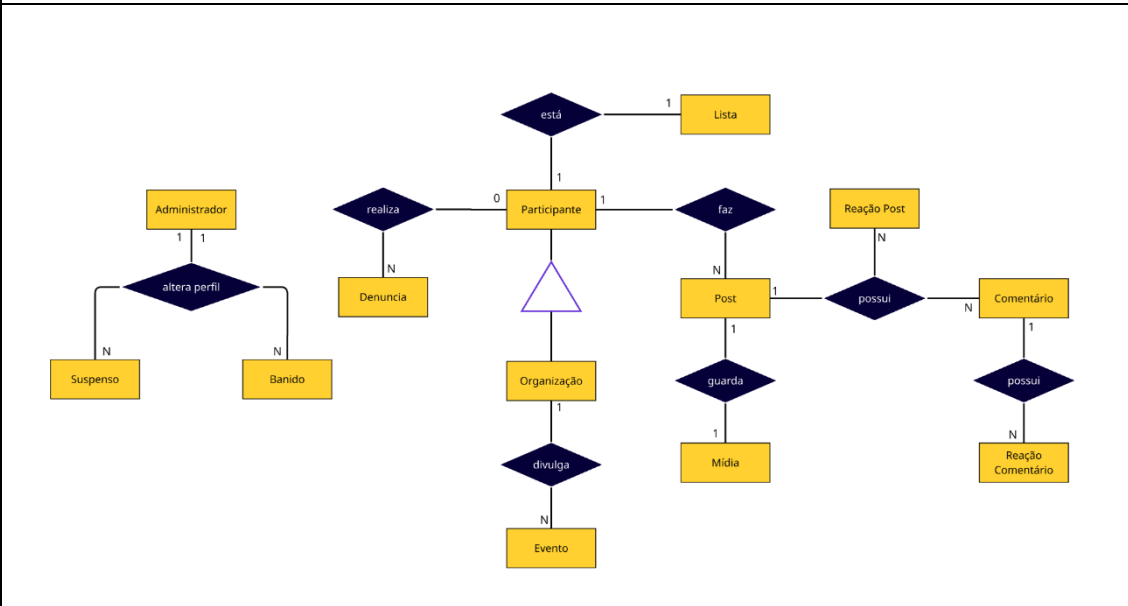 está
1
Lista
1
Administrador
realiza
0
Participante
1
faz
Reação Post
1
1
N
altera perfil
N
Denuncia
N
Post
1
possui
N
Comentário
N
Suspenso
N
Banido
Organização
1
guarda
1
possui
1
divulga
1
Mídia
N
Reação
Comentário
N
Evento